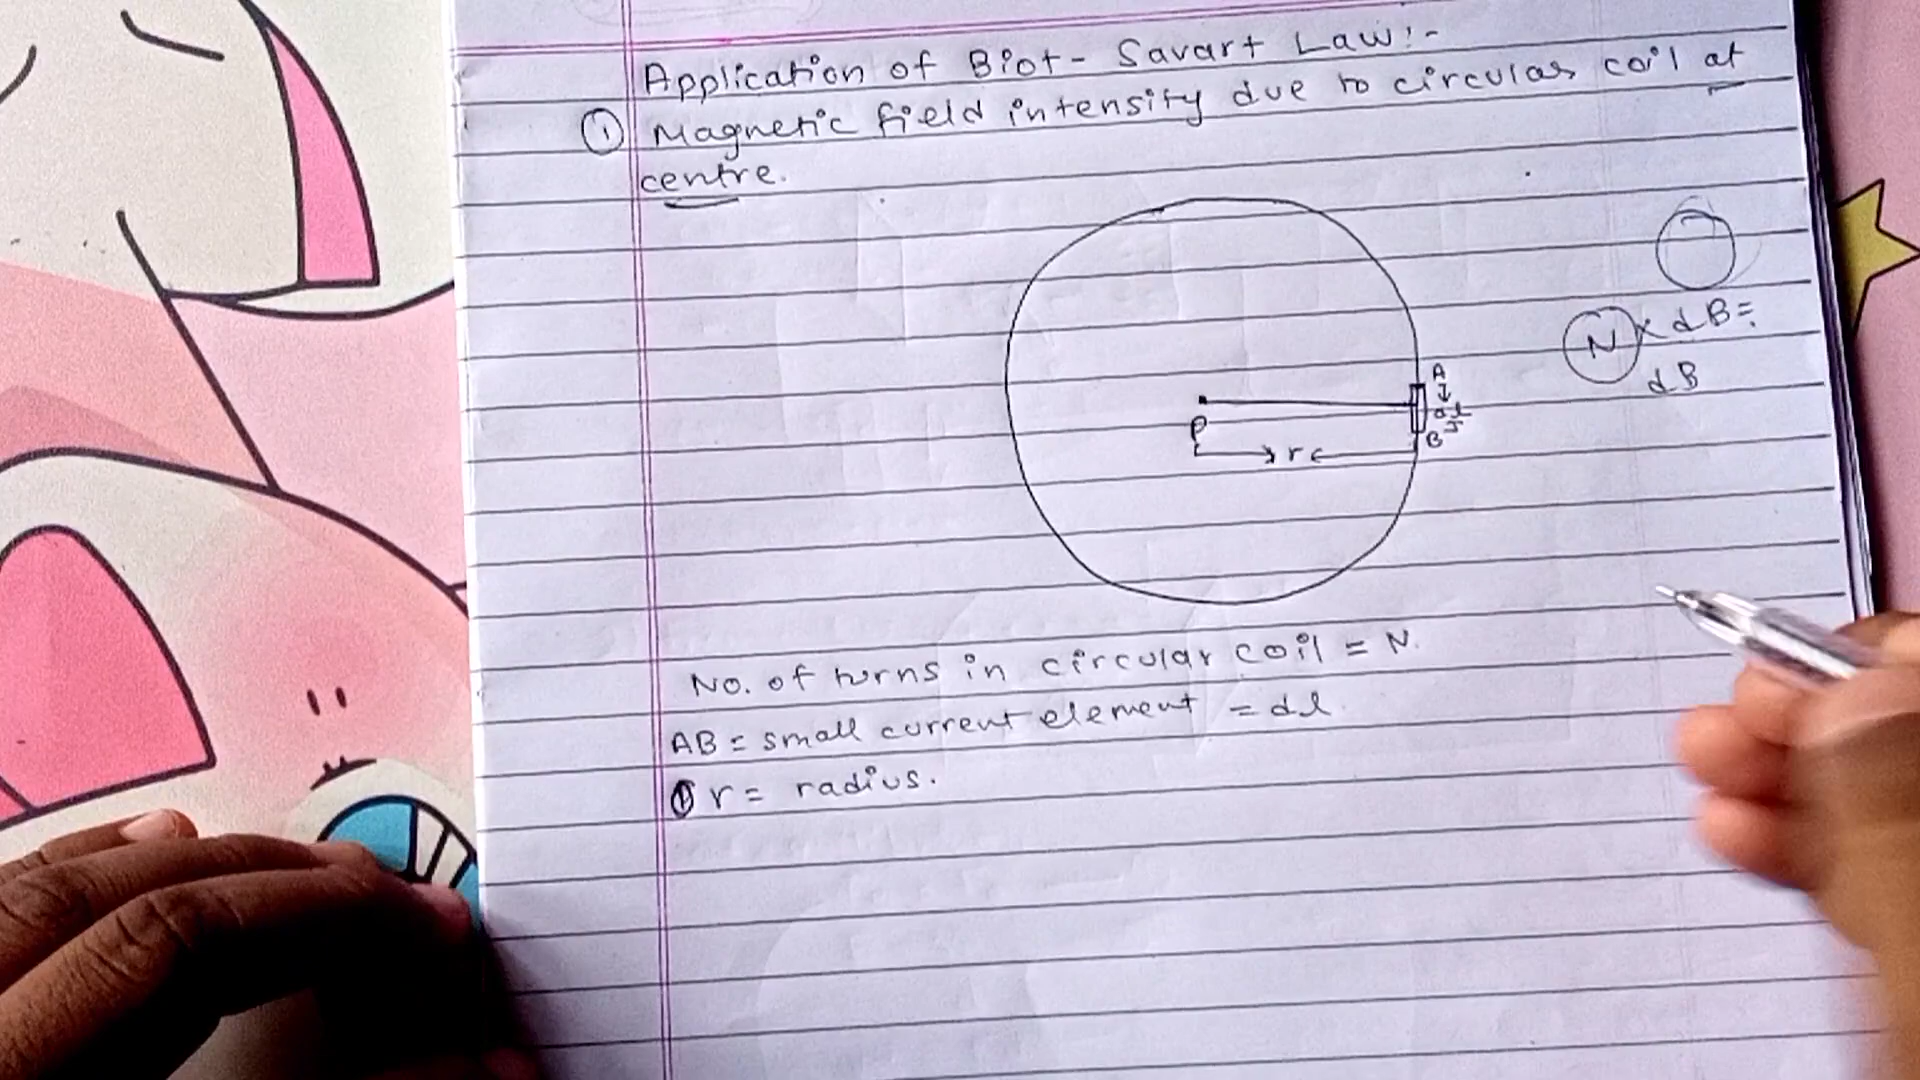 Application of Biot-Savart Law:-
① Magnetic field intensity due to circular coil at
centre.
A
dl
B
P
r
N × dB =
dB
No. of turns in circular coil = N.
AB = small current element = dl.
r = radius.